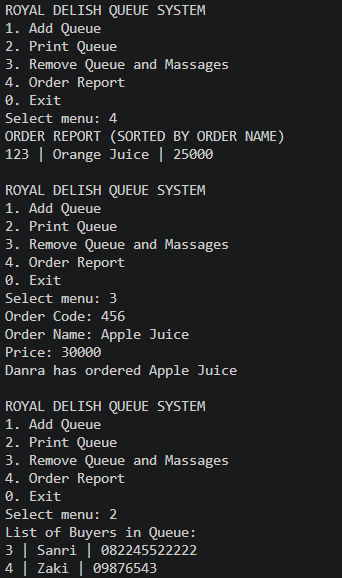 ROYAL DELISH QUEUE SYSTEM
1. Add Queue
2. Print Queue
3. Remove Queue and Massages
4. Order Report
0. Exit
Select menu: 4
ORDER REPORT (SORTED BY ORDER NAME)
123 | Orange Juice | 25000

ROYAL DELISH QUEUE SYSTEM
1. Add Queue
2. Print Queue
3. Remove Queue and Massages
4. Order Report
0. Exit
Select menu: 3
Order Code: 456
Order Name: Apple Juice
Price: 30000
Danra has ordered Apple Juice

ROYAL DELISH QUEUE SYSTEM
1. Add Queue
2. Print Queue
3. Remove Queue and Massages
4. Order Report
0. Exit
Select menu: 2
List of Buyers in Queue:
3 | Sanri | 082245522222
4 | Zaki | 09876543